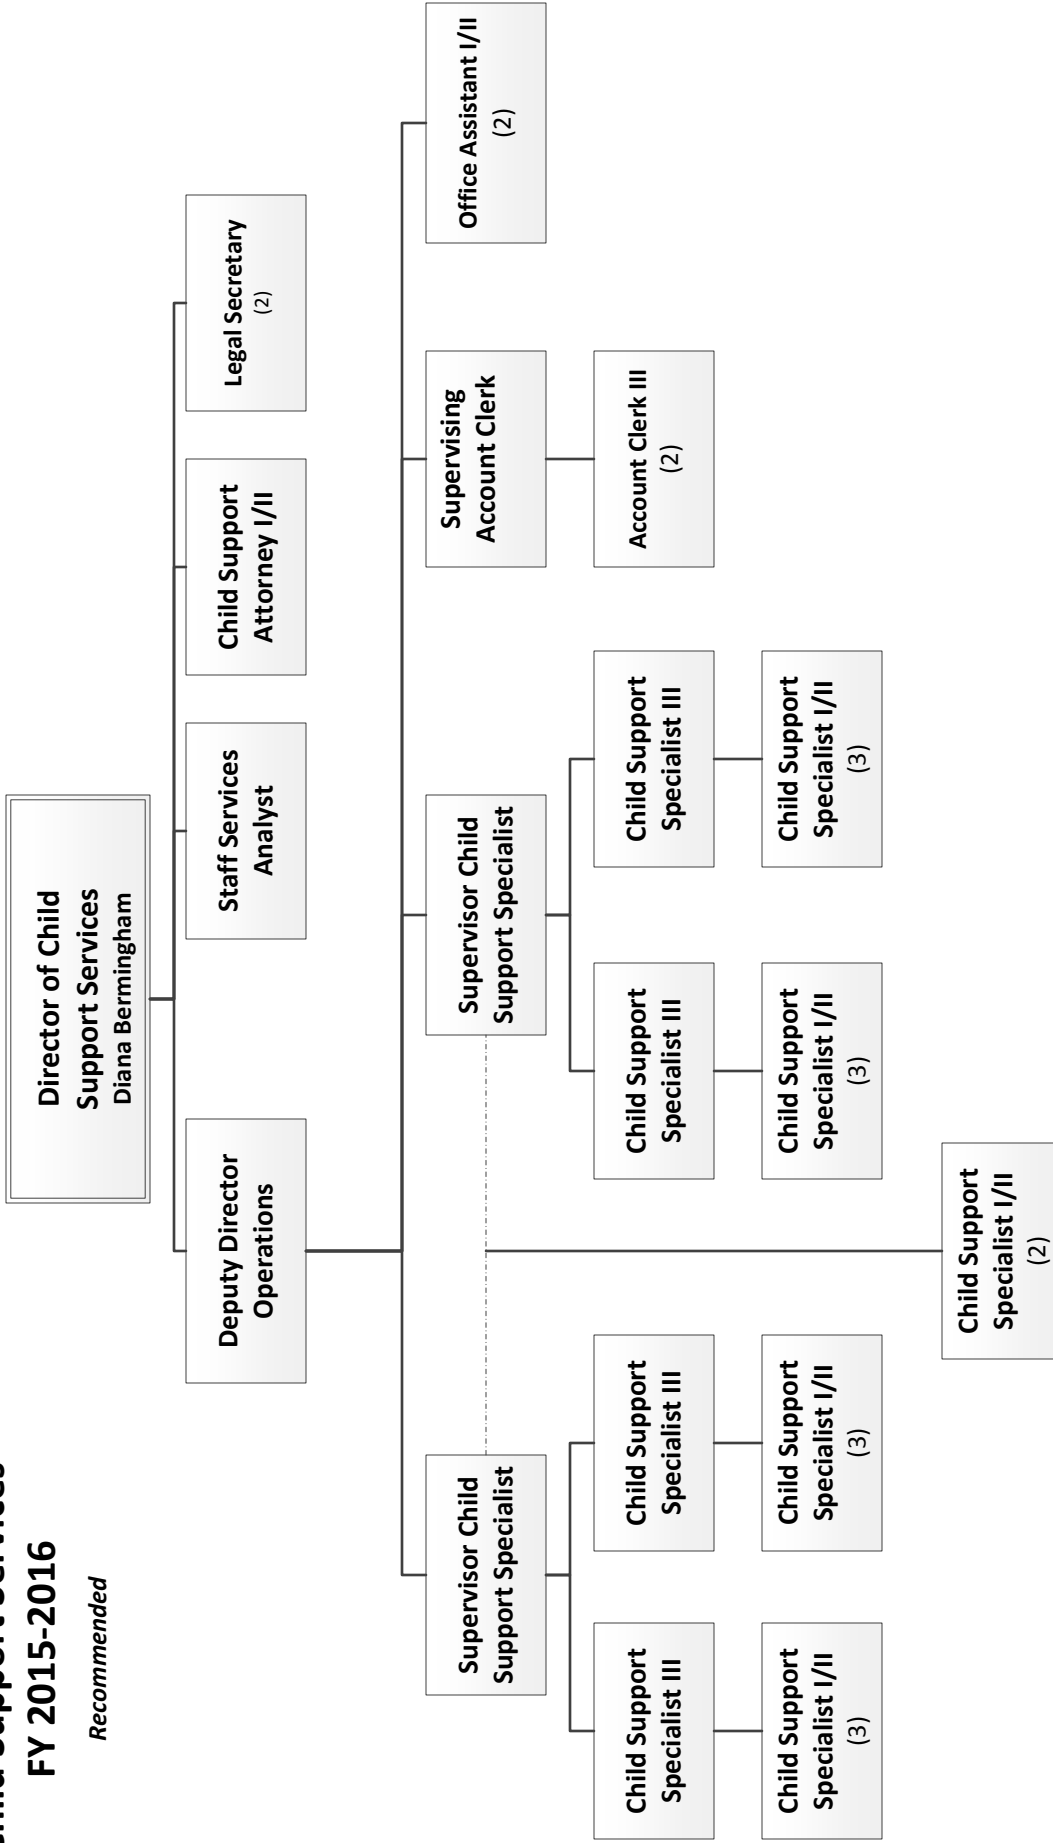 Child Support Services
FY 2015-2016
Recommended
Director of Child
Support Services
Diana Bermingham
Deputy Director
Operations
Staff Services
Analyst
Child Support
Attorney I/II
Legal Secretary
(2)
Supervisor Child
Support Specialist
Supervisor Child
Support Specialist
Supervising
Account Clerk
Office Assistant I/II
(2)
Child Support
Specialist III
Child Support
Specialist III
Child Support
Specialist III
Child Support
Specialist III
Account Clerk III
(2)
Child Support
Specialist I/II
(3)
Child Support
Specialist I/II
(3)
Child Support
Specialist I/II
(3)
Child Support
Specialist I/II
(3)
Child Support
Specialist I/II
(2)